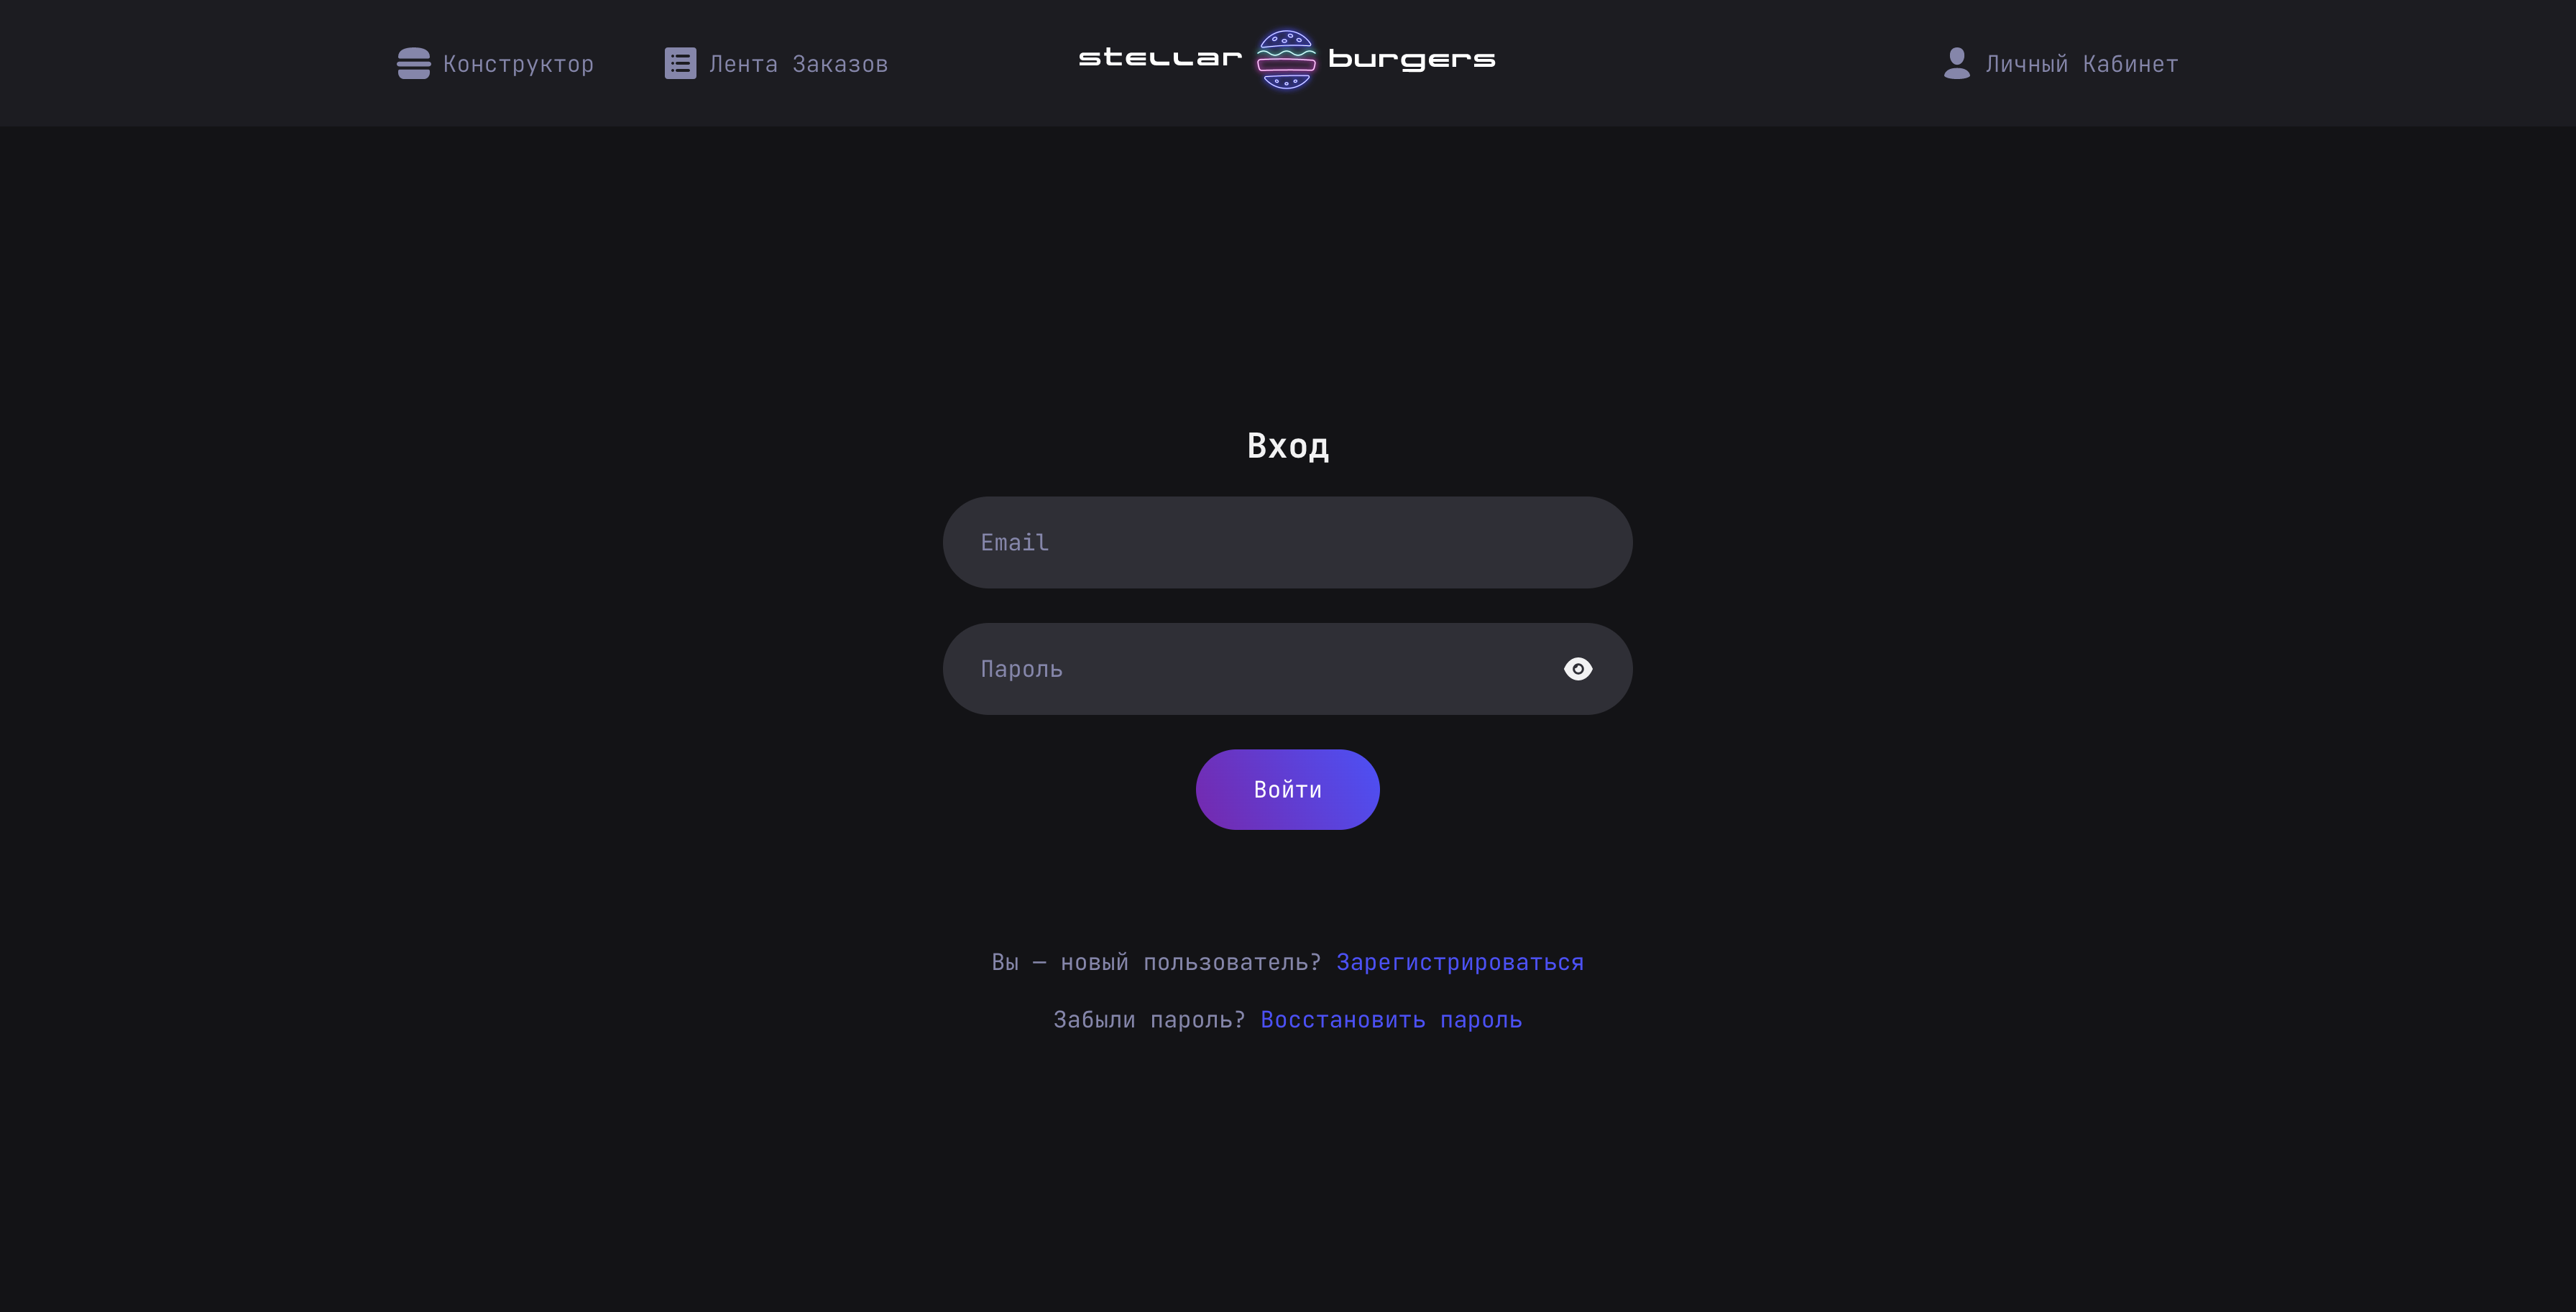 Конструктор
Лента Заказов
stellar burgers
Личный Кабинет
Вход
Email
Пароль
Войти
Вы — новый пользователь? Зарегистрироваться
Забыли пароль? Восстановить пароль